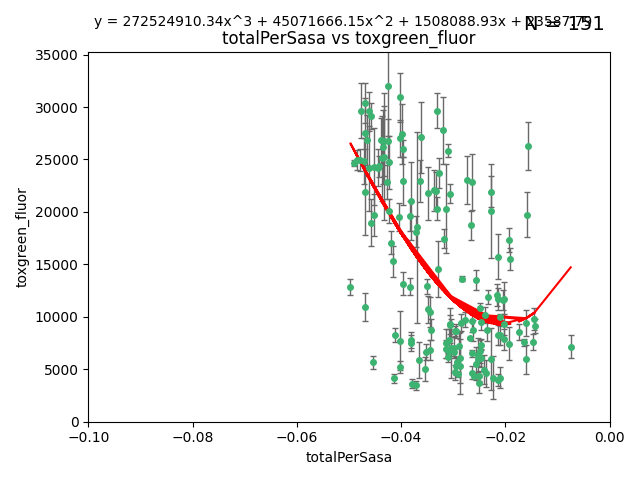 y = 272524910.34x^3 + 45071666.15x^2 + 1508088.93x +
N = 191
totalPerSasa vs toxgreen_fluor
35000
30000
25000
20000
15000
10000
5000
0
toxgreen_fluor
−0.10
−0.08
−0.06
−0.04
−0.02
0.00
totalPerSasa